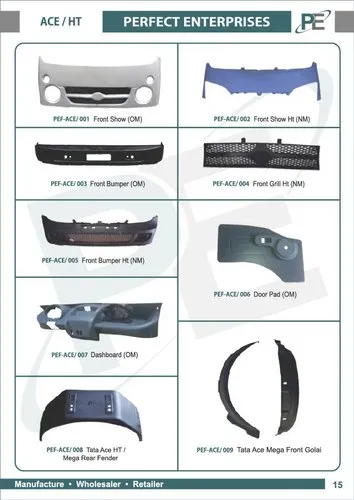 ACE / HT
PERFECT ENTERPRISES
PE
PEF-ACE/ 001 Front Show (OM)
PEF-ACE/ 002 Front Show Ht (NM)
PEF-ACE/ 003 Front Bumper (OM)
PEF-ACE/ 004 Front Grill Ht (NM)
PEF-ACE/ 005 Front Bumper Ht (NM)
PEF-ACE/ 006 Door Pad (OM)
PEF-ACE/ 007 Dashboard (OM)
PEF-ACE/ 008 Tata Ace HT /
Mega Rear Fender
PEF-ACE/ 009 Tata Ace Mega Front Golai
Manufacture • Wholesaler • Retailer
15